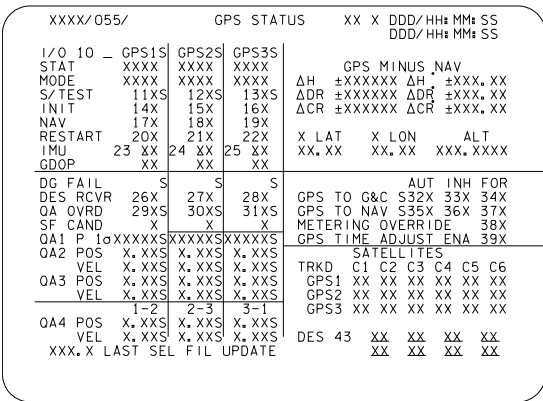 XXXX/055/ GPS STATUS XX X DDD/HH:MM:SS
DDD/HH:MM:SS
I/O 10 _ GPS1S GPS2S GPS3S
STAT XXXX XXXX XXXX
MODE XXXX XXXX XXXX
S/TEST 11XS 12XS 13XS
INIT 14X 15X 16X
NAV 17X 18X 19X
RESTART 20X 21X 22X
IMU 23 XX 24 XX 25 XX
GDOP XX XX XX
GPS MINUS NAV
ΔH ±XXXXXX ΔḢ ±XXX.XX
ΔDR ±XXXXXX ΔDṘ ±XXX.XX
ΔCR ±XXXXXX ΔCṘ ±XXX.XX
X LAT X LON ALT
XX.XX XX.XX XXX.XXXX
DG FAIL S S S
DES RCVR 26X 27X 28X
QA OVRD 29XS 30XS 31XS
SF CAND X X X
QA1 P 1σXXXXXS XXXXXS XXXXXS
AUT INH FOR
GPS TO G&C S32X 33X 34X
GPS TO NAV S35X 36X 37X
METERING OVERRIDE 38X
GPS TIME ADJUST ENA 39X
QA2 POS X.XXS X.XXS X.XXS
VEL X.XXS X.XXS X.XXS
QA3 POS X.XXS X.XXS X.XXS
VEL X.XXS X.XXS X.XXS
1-2 2-3 3-1
QA4 POS X.XXS X.XXS X.XXS
VEL X.XXS X.XXS X.XXS
XXX.X LAST SEL FIL UPDATE
SATELLITES
TRKD C1 C2 C3 C4 C5 C6
GPS1 XX XX XX XX XX XX
GPS2 XX XX XX XX XX XX
GPS3 XX XX XX XX XX XX
DES 43 XX XX XX XX
XX XX XX XX